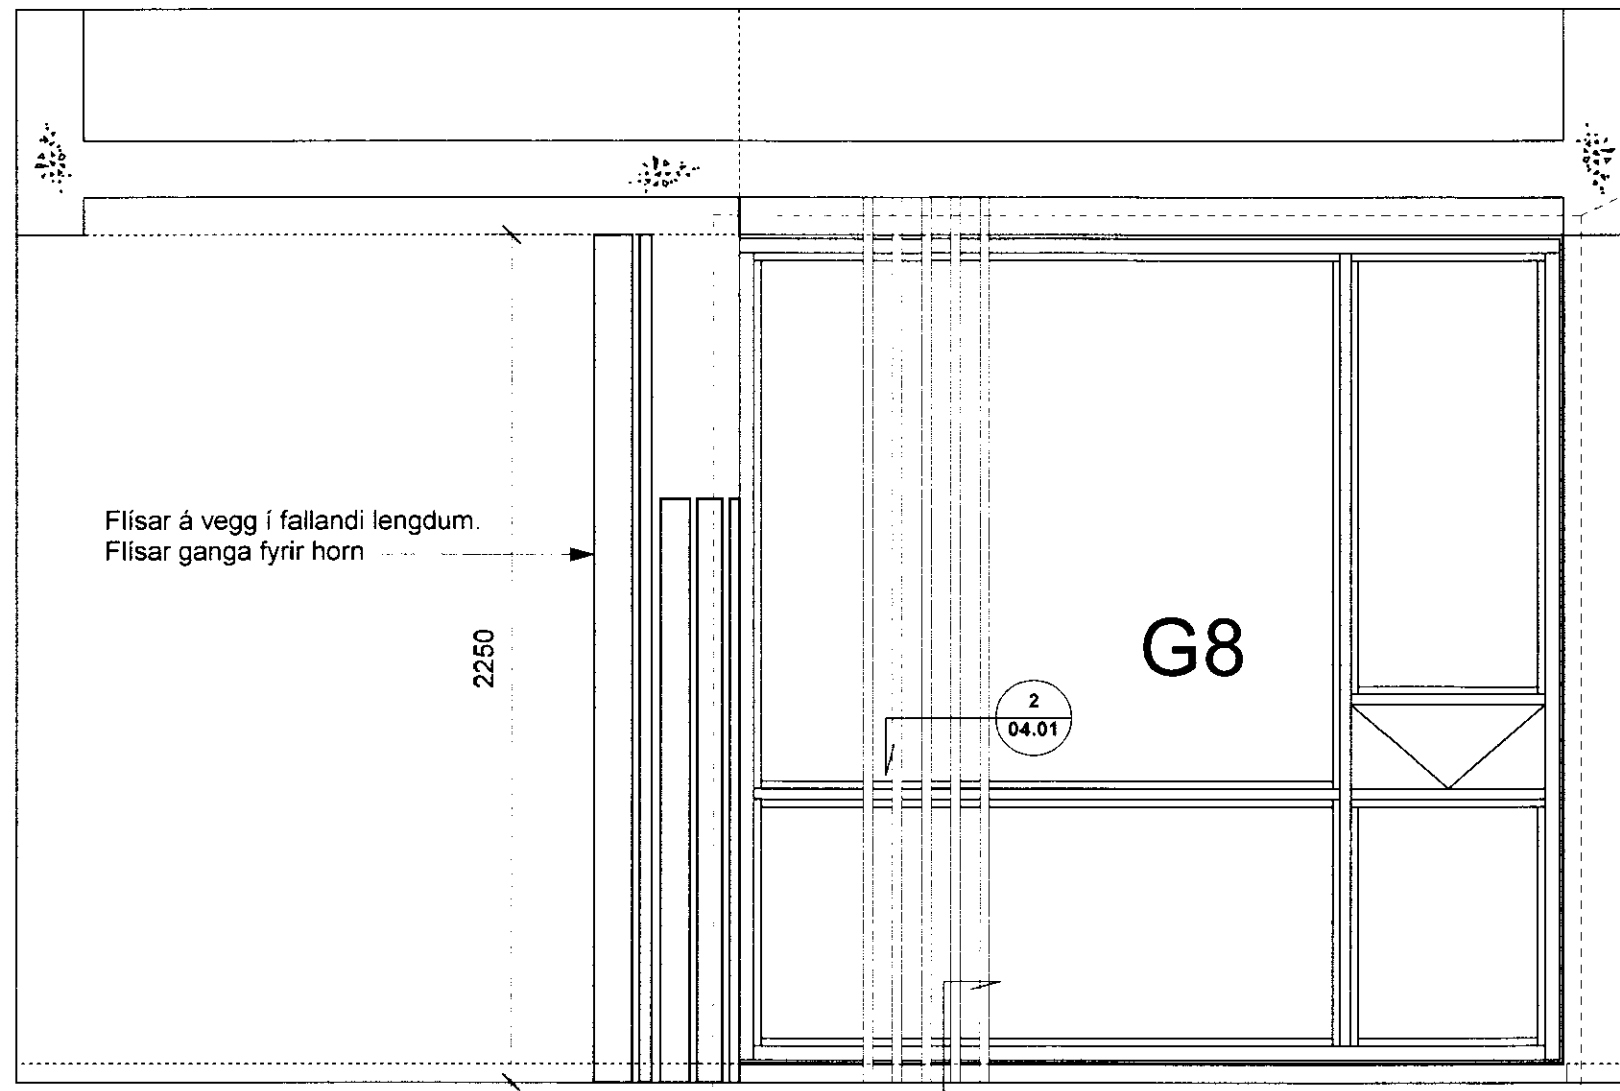 Flísar á vegg í fallandi lengdum.
Flísar ganga fyrir horn
2250
G8
2
04.01